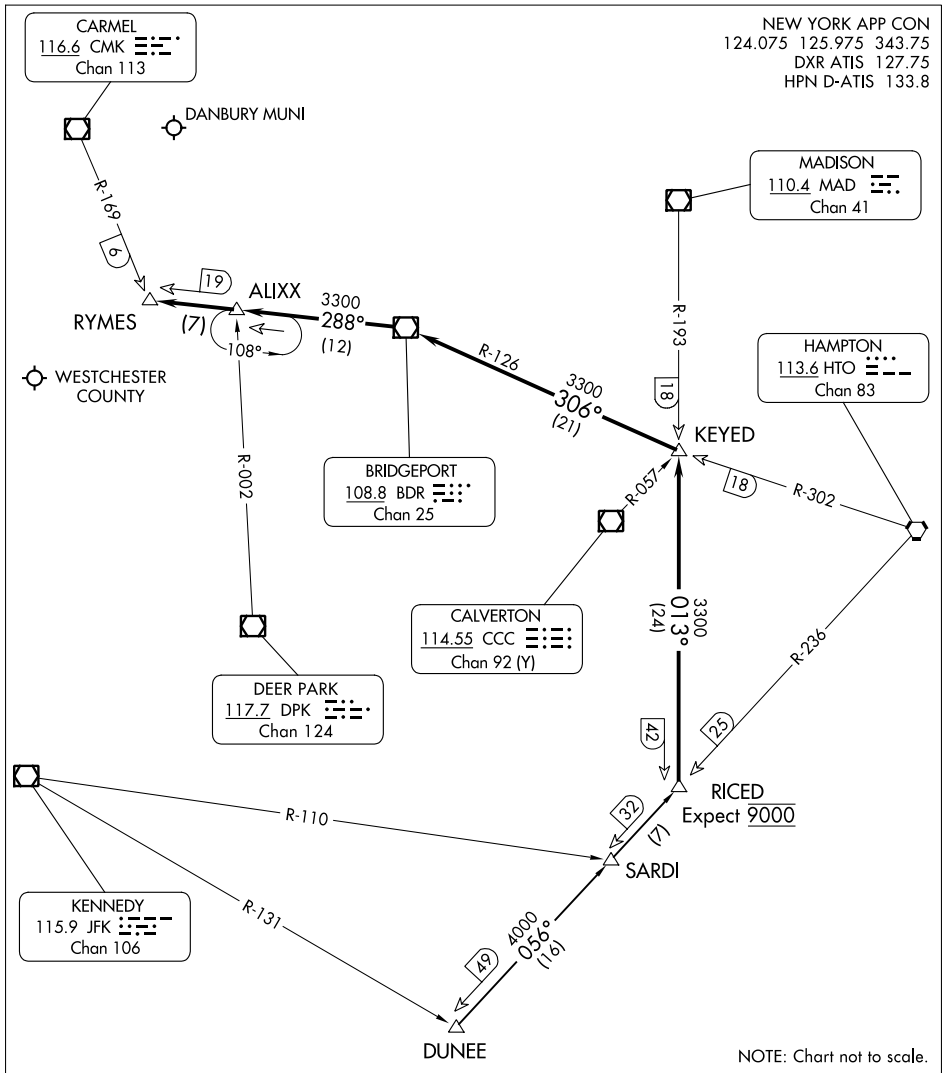 CARMEL
116.6 CMK
Chan 113
NEW YORK APP CON
124.075 125.975 343.75
DXR ATIS 127.75
HPN D-ATIS 133.8
DANBURY MUNI
MADISON
110.4 MAD
Chan 41
R-169
6
19
ALIXX
RYMES
(7)
3300
288°
(12)
108°
R-126
3300
306°
(21)
R-193
18
HAMPTON
113.6 HTO
Chan 83
WESTCHESTER
COUNTY
KEYED
R-002
BRIDGEPORT
108.8 BDR
Chan 25
R-057
18
R-302
CALVERTON
114.55 CCC
Chan 92 (Y)
3300
013°
(24)
R-236
DEER PARK
117.7 DPK
Chan 124
42
25
RICED
Expect 9000
R-110
32
(7)
SARDI
KENNEDY
115.9 JFK
Chan 106
R-131
4000
056°
(16)
49
DUNEE
NOTE: Chart not to scale.